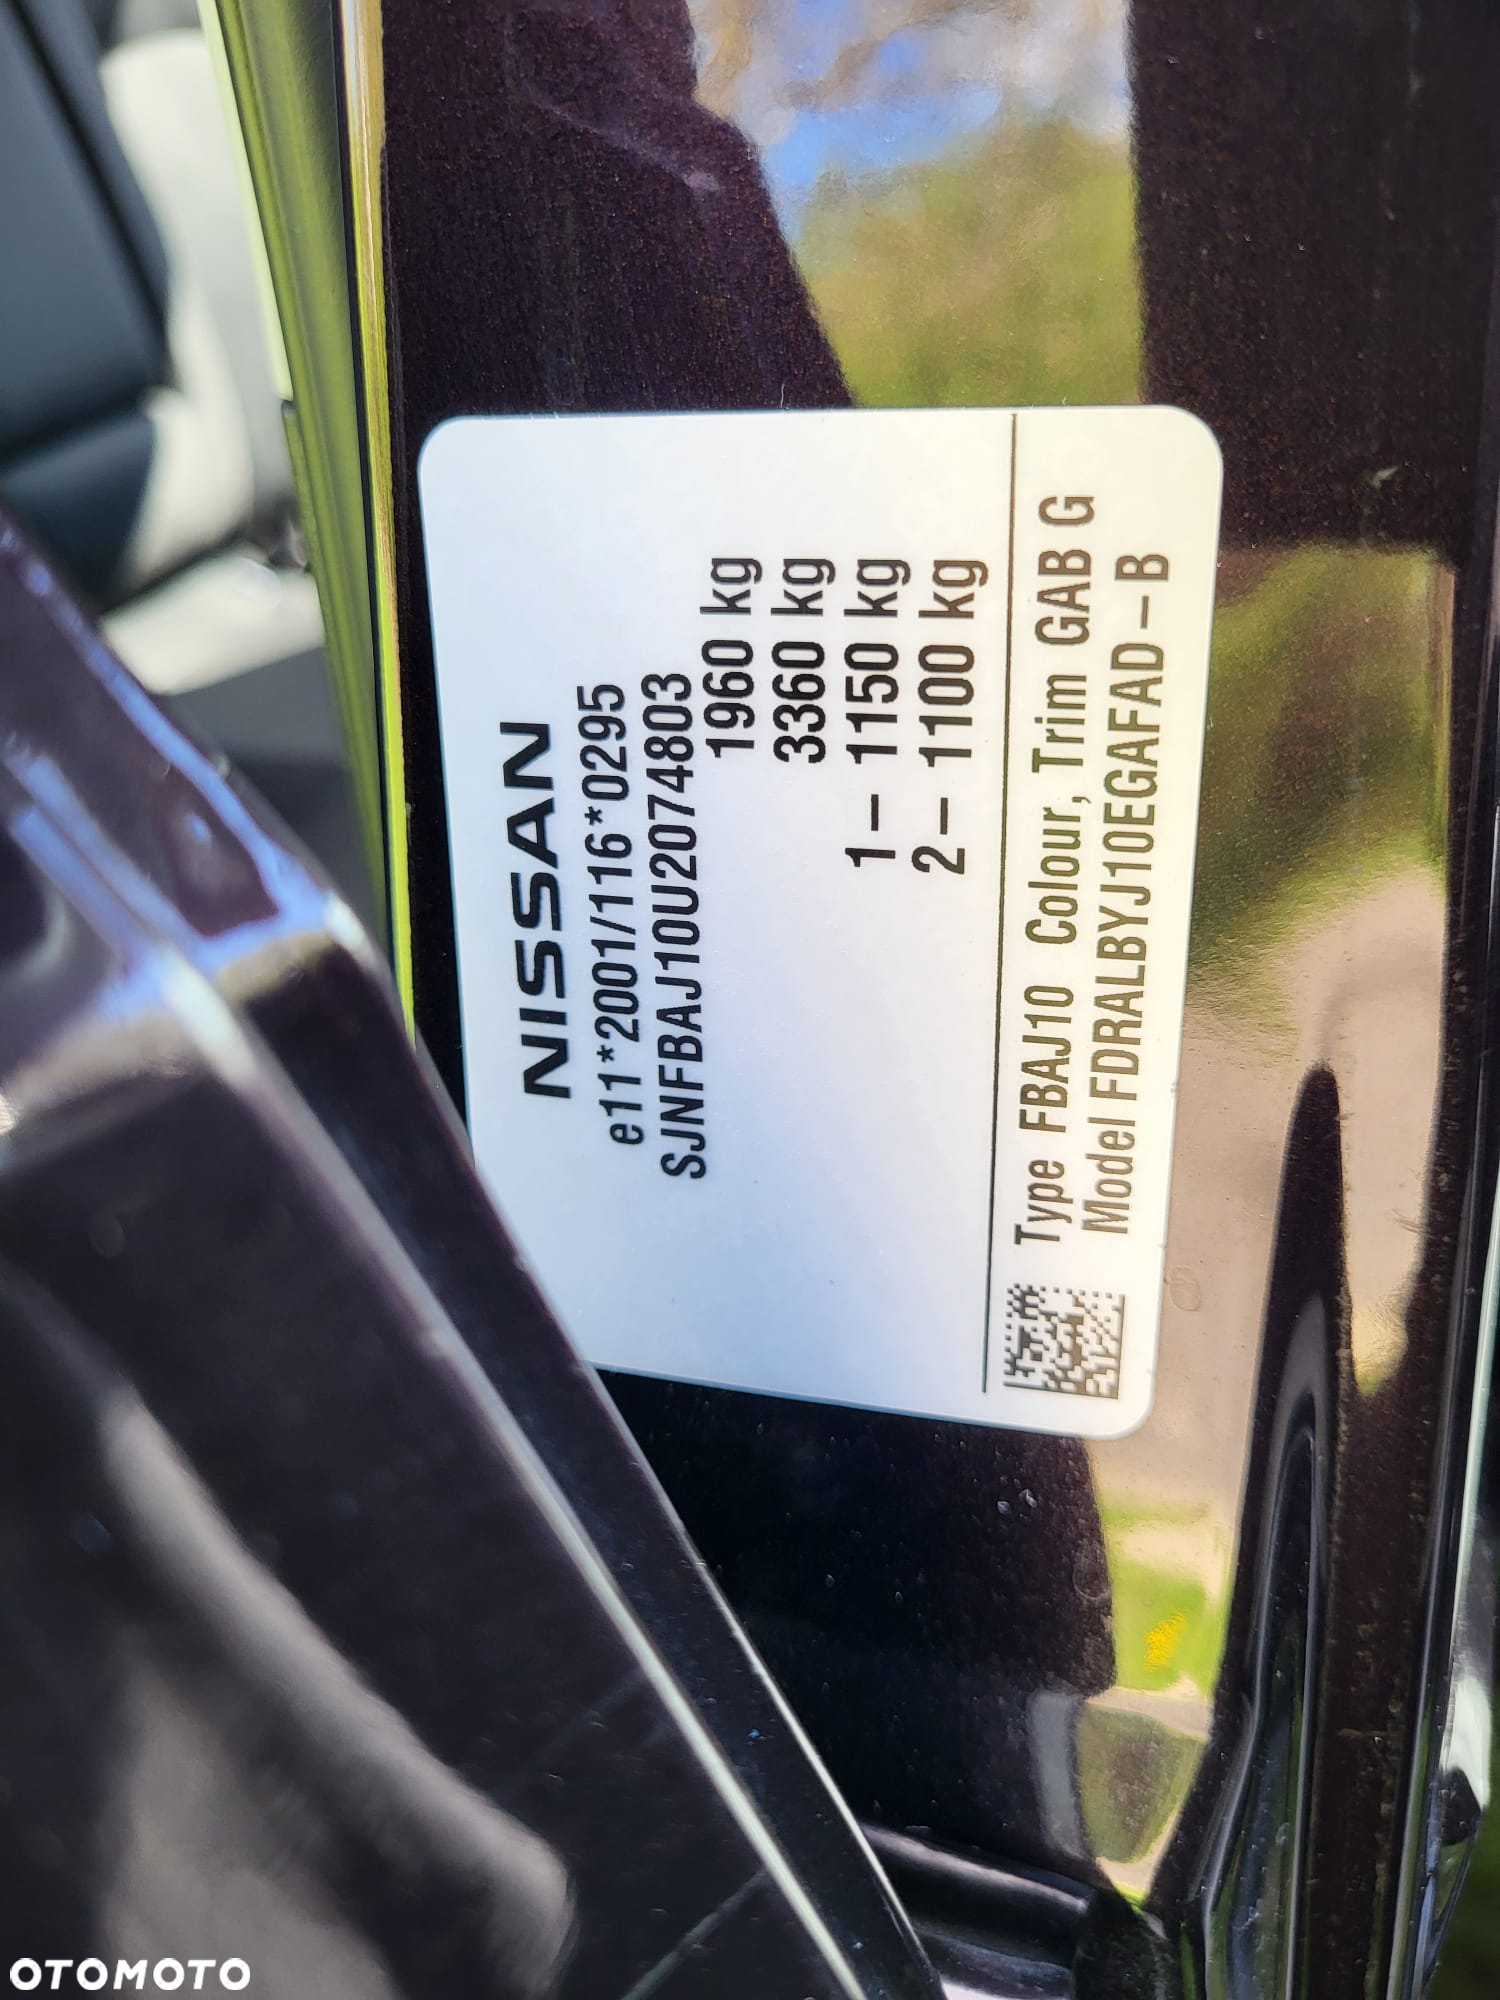 NISSAN
e11*2001/116*0295
SJNFBAJ10U2074803
1960 kg
3360 kg
1– 1150 kg
2– 1100 kg
Type FBAJ10 Colour, Trim GAB G
Model FDRALBYJ10EGAFAD–B
OTOMOTO